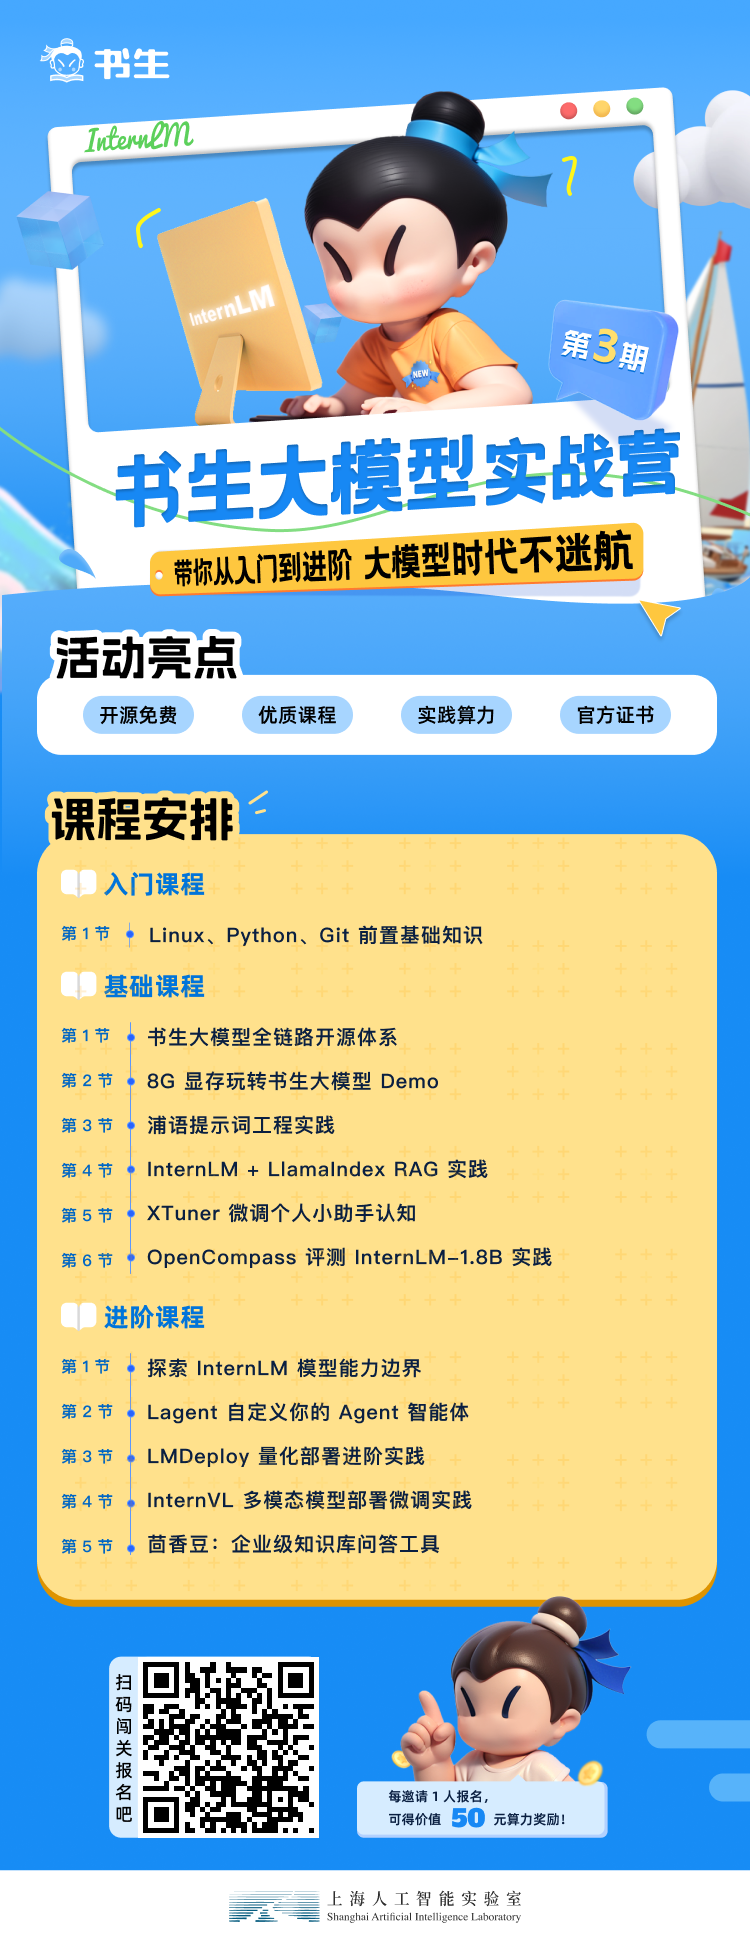 书生
InternLM
InternLM
NEW
第3期
书生大模型实战营
带你从入门到进阶 大模型时代不迷航
活动亮点
开源免费 优质课程 实践算力 官方证书
课程安排
入门课程
第1节 Linux、Python、Git 前置基础知识
基础课程
第1节 书生大模型全链路开源体系
第2节 8G 显存玩转书生大模型 Demo
第3节 浦语提示词工程实践
第4节 InternLM + LlamaIndex RAG 实践
第5节 XTuner 微调个人小助手认知
第6节 OpenCompass 评测 InternLM-1.8B 实践
进阶课程
第1节 探索 InternLM 模型能力边界
第2节 Lagent 自定义你的 Agent 智能体
第3节 LMDeploy 量化部署进阶实践
第4节 InternVL 多模态模型部署微调实践
第5节 茴香豆：企业级知识库问答工具
扫码闯关报名吧
每邀请1人报名，
可得价值 50 元算力奖励！
上海人工智能实验室
Shanghai Artificial Intelligence Laboratory